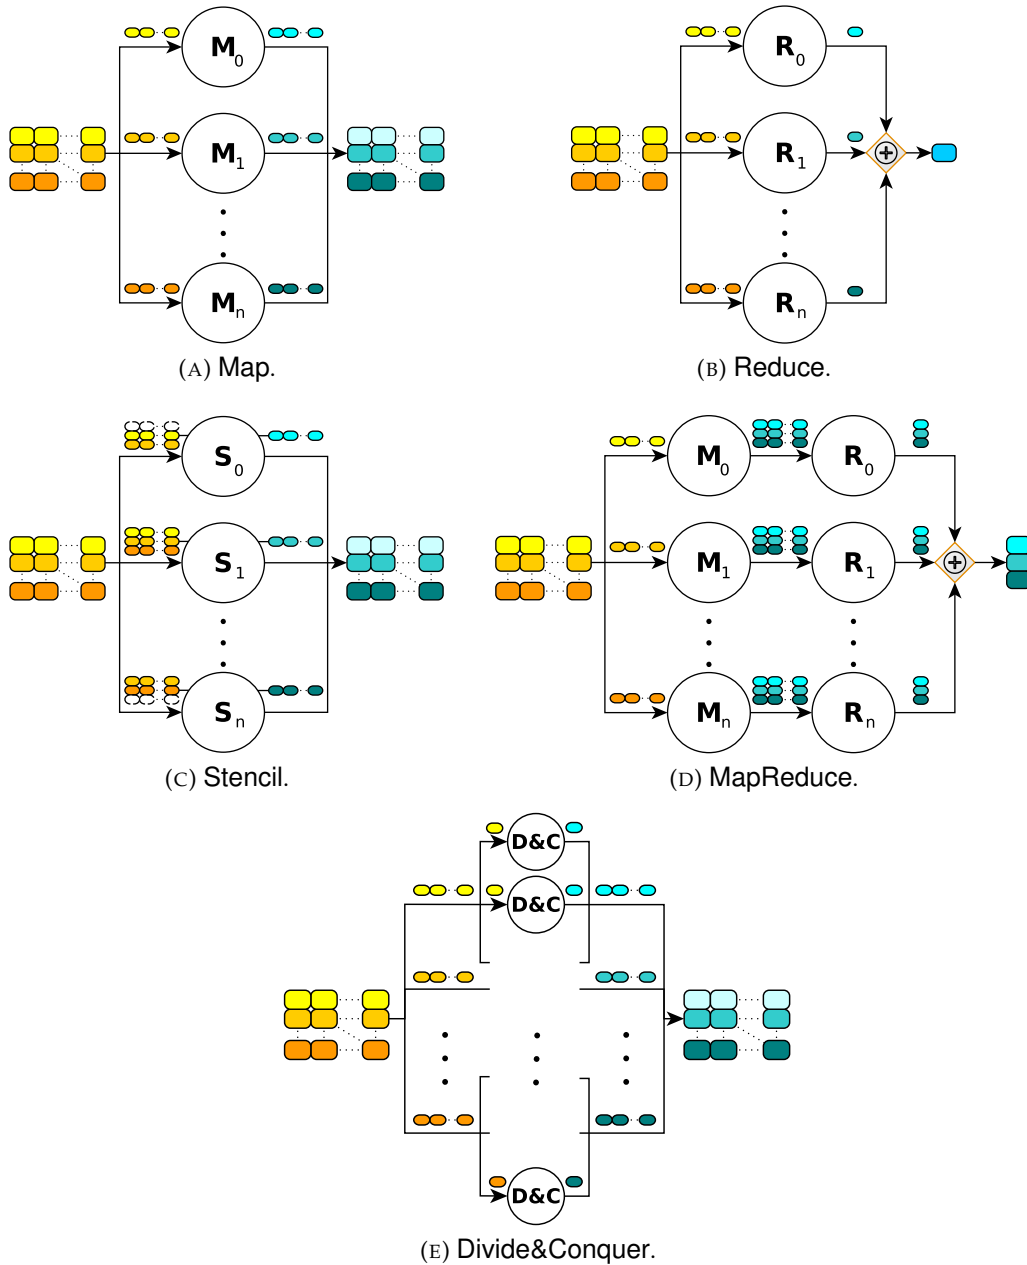 M0
M1
Mn
(A) Map.
R0
R1
Rn
(B) Reduce.
S0
S1
Sn
(C) Stencil.
M0 R0
M1 R1
Mn Rn
(D) MapReduce.
D&C
D&C
D&C
(E) Divide&Conquer.